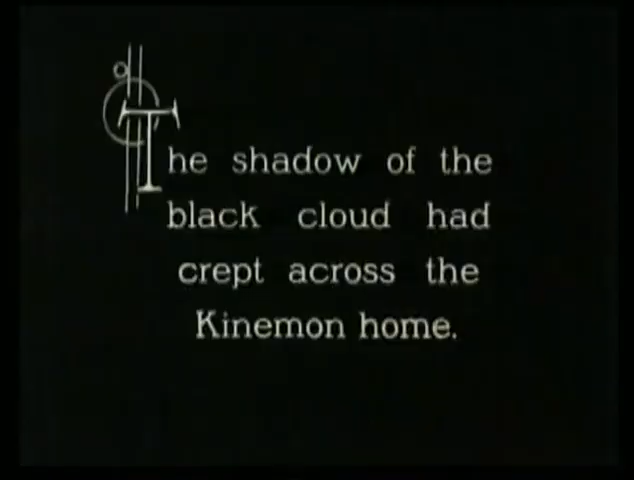 The shadow of the
black cloud had
crept across the
Kinemon home.